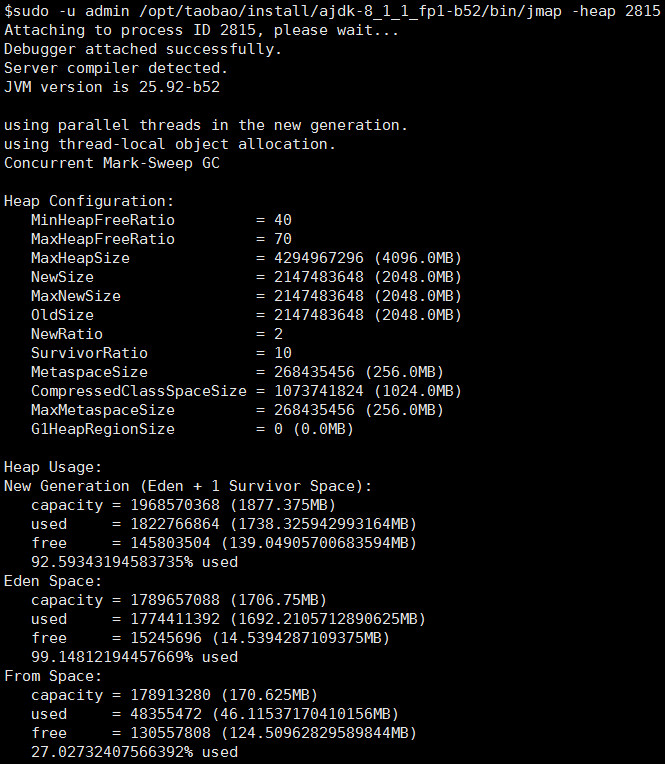 $sudo -u admin /opt/taobao/install/ajdk-8_1_1_fp1-b52/bin/jmap -heap 2815
Attaching to process ID 2815, please wait...
Debugger attached successfully.
Server compiler detected.
JVM version is 25.92-b52

using parallel threads in the new generation.
using thread-local object allocation.
Concurrent Mark-Sweep GC

Heap Configuration:
   MinHeapFreeRatio         = 40
   MaxHeapFreeRatio         = 70
   MaxHeapSize              = 4294967296 (4096.0MB)
   NewSize                  = 2147483648 (2048.0MB)
   MaxNewSize               = 2147483648 (2048.0MB)
   OldSize                  = 2147483648 (2048.0MB)
   NewRatio                 = 2
   SurvivorRatio            = 10
   MetaspaceSize            = 268435456 (256.0MB)
   CompressedClassSpaceSize = 1073741824 (1024.0MB)
   MaxMetaspaceSize         = 268435456 (256.0MB)
   G1HeapRegionSize         = 0 (0.0MB)

Heap Usage:
New Generation (Eden + 1 Survivor Space):
   capacity = 1968570368 (1877.375MB)
   used     = 1822766864 (1738.325942993164MB)
   free     = 145803504 (139.04905700683594MB)
   92.59343194583735% used
Eden Space:
   capacity = 1789657088 (1706.75MB)
   used     = 1774411392 (1692.2105712890625MB)
   free     = 15245696 (14.5394287109375MB)
   99.14812194457669% used
From Space:
   capacity = 178913280 (170.625MB)
   used     = 48355472 (46.11537170410156MB)
   free     = 130557808 (124.50962829589844MB)
   27.02732407566392% used